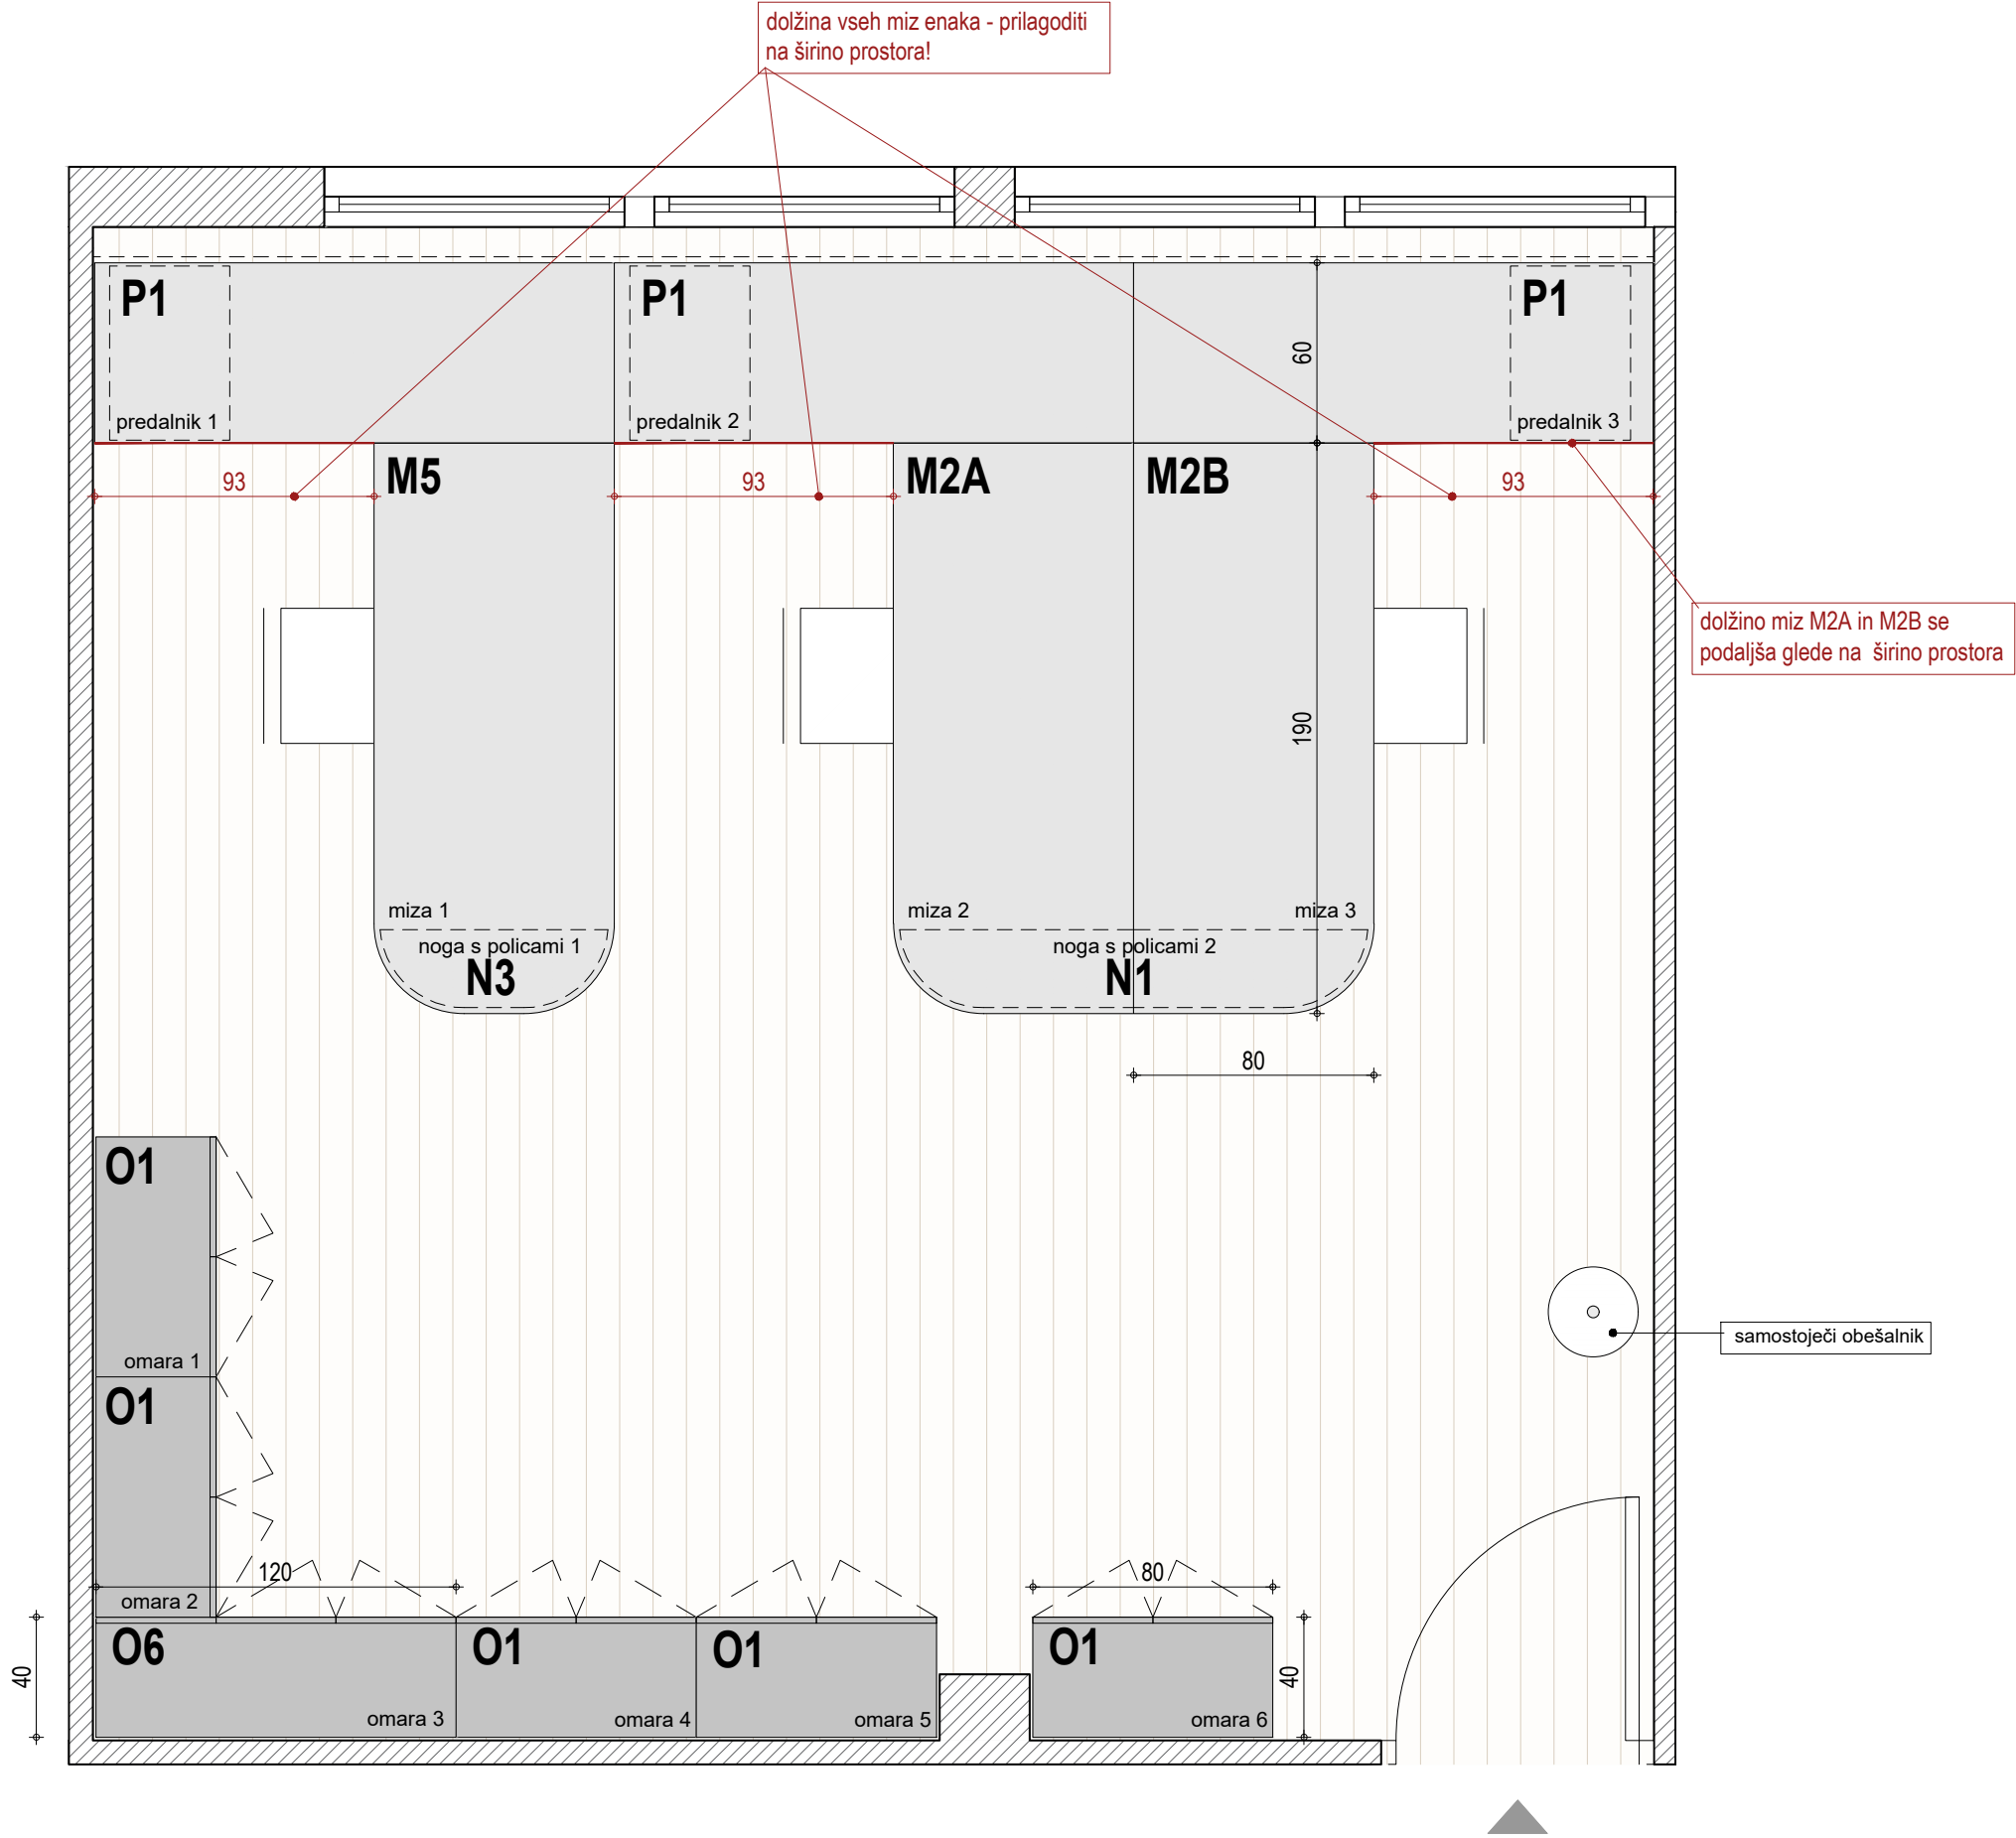 dolžina vseh miz enaka - prilagoditi
na širino prostora!
P1
P1
P1
60
predalnik 1
predalnik 2
predalnik 3
93
M5
93
M2A
M2B
93
dolžino miz M2A in M2B se
podaljša glede na  širino prostora
190
miza 1
miza 2
miza 3
noga s policami 1
N3
noga s policami 2
N1
80
O1
omara 1
samostoječi obešalnik
O1
omara 2
120
80
40
O6
omara 3
O1
omara 4
O1
omara 5
O1
omara 6
40